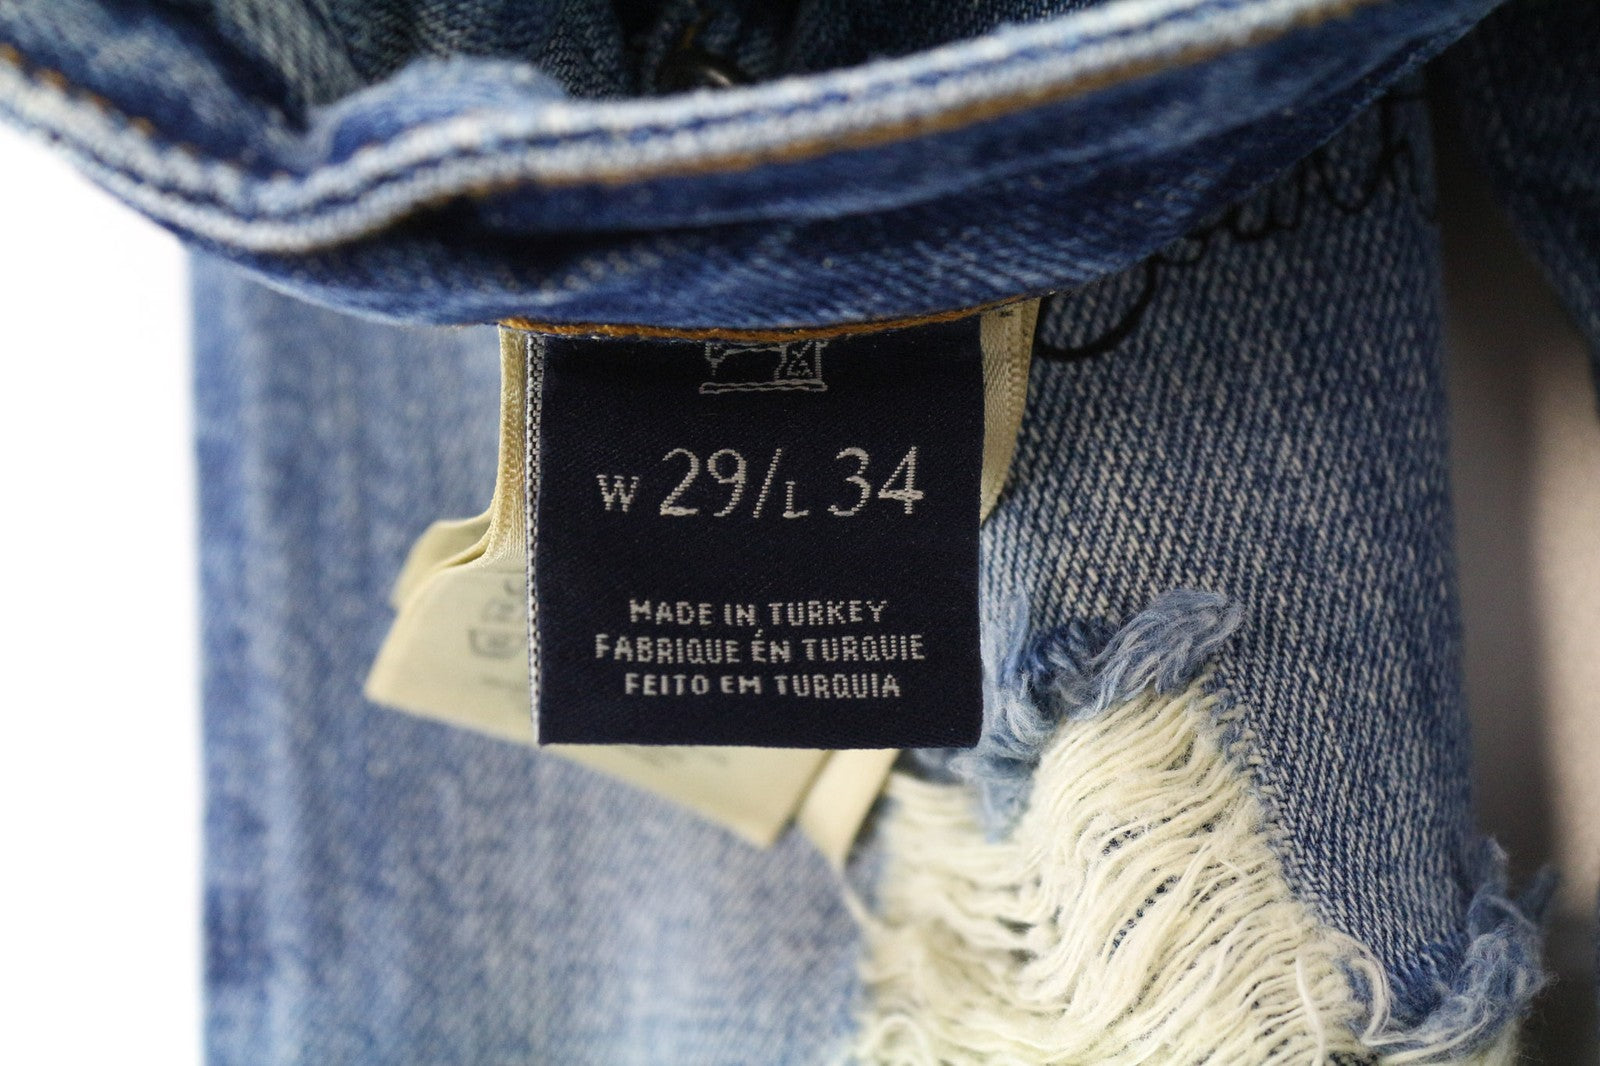 W 29/L 34
MADE IN TURKEY
FABRIQUE ÉN TURQUIE
FEITO EM TURQUIA